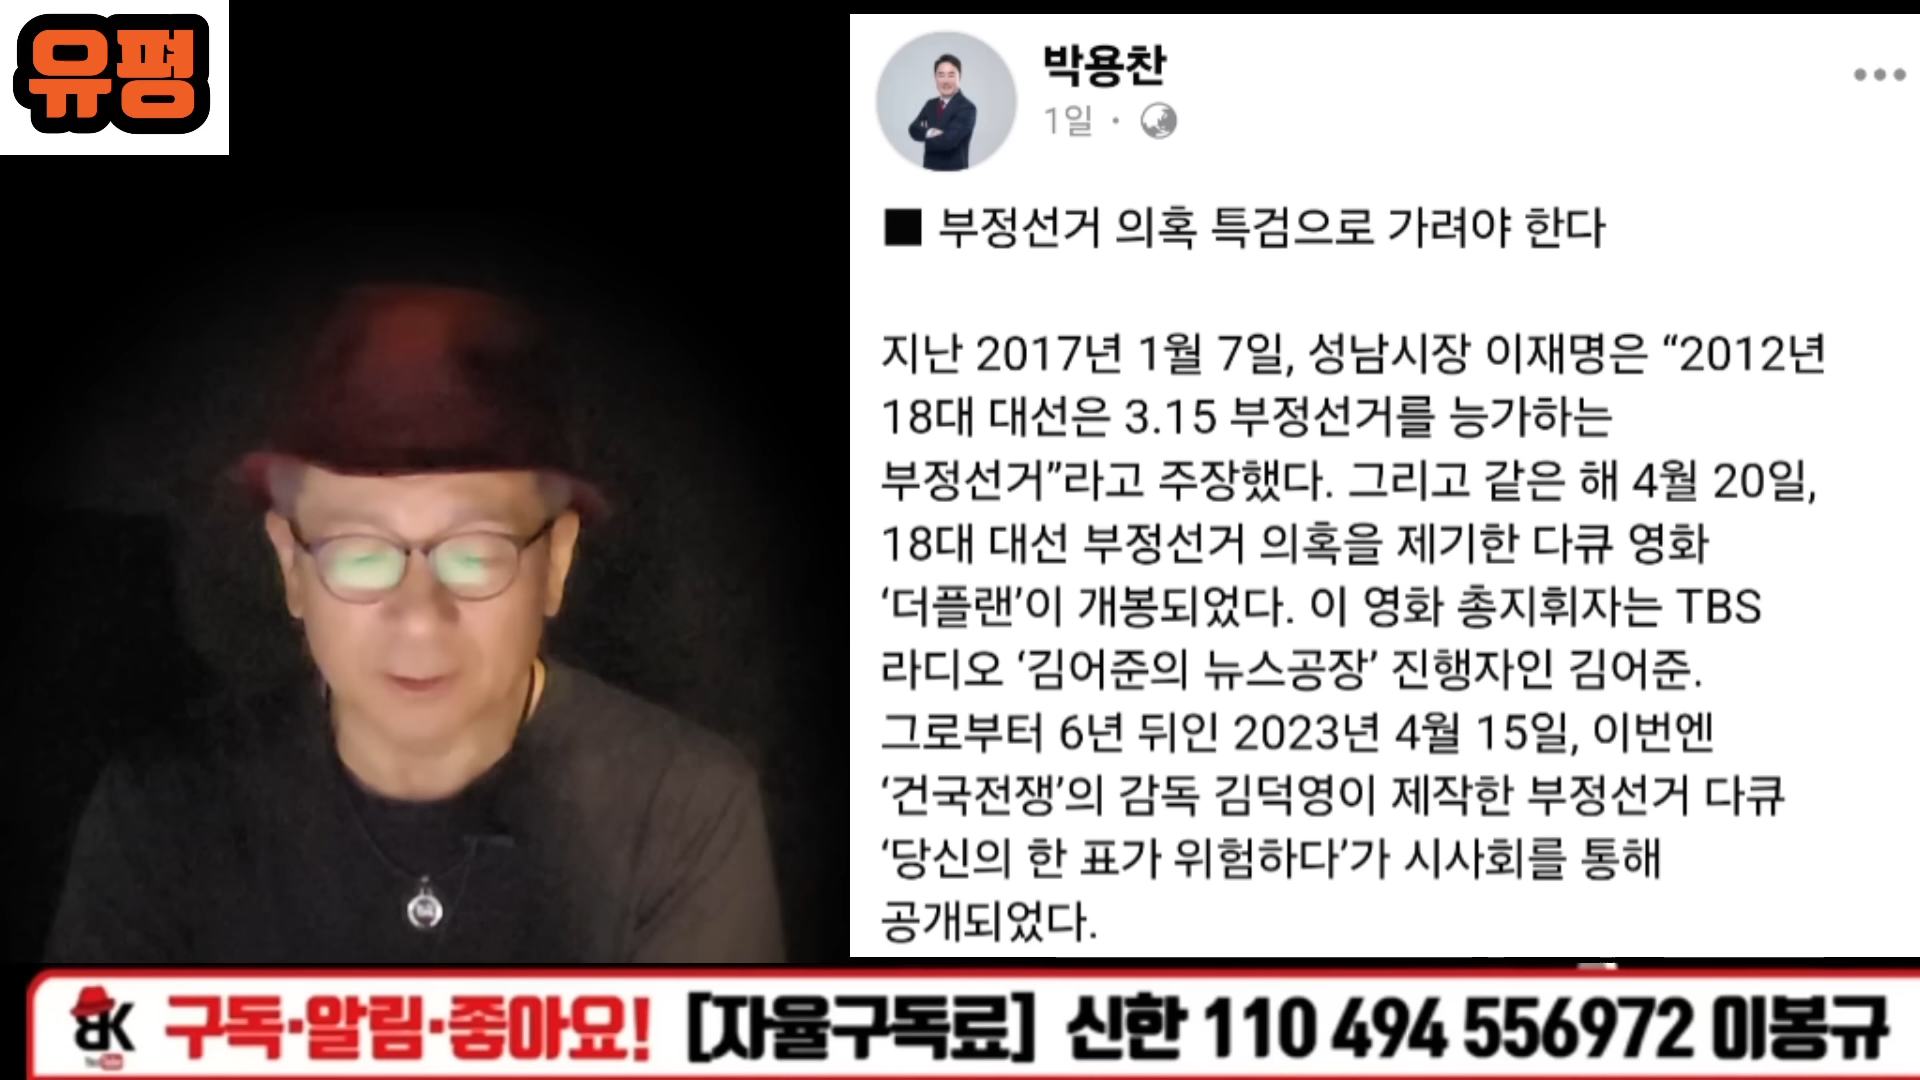 유평
박용찬
1일 ·
■ 부정선거 의혹 특검으로 가려야 한다
지난 2017년 1월 7일, 성남시장 이재명은 “2012년
18대 대선은 3.15 부정선거를 능가하는
부정선거”라고 주장했다. 그리고 같은 해 4월 20일,
18대 대선 부정선거 의혹을 제기한 다큐 영화
‘더플랜’이 개봉되었다. 이 영화 총지휘자는 TBS
라디오 ‘김어준의 뉴스공장’ 진행자인 김어준.
그로부터 6년 뒤인 2023년 4월 15일, 이번엔
‘건국전쟁’의 감독 김덕영이 제작한 부정선거 다큐
‘당신의 한 표가 위험하다’가 시사회를 통해
공개되었다.
BK 구독·알림·좋아요! [자율구독료] 신한 110 494 556972 이봉규
YouTube